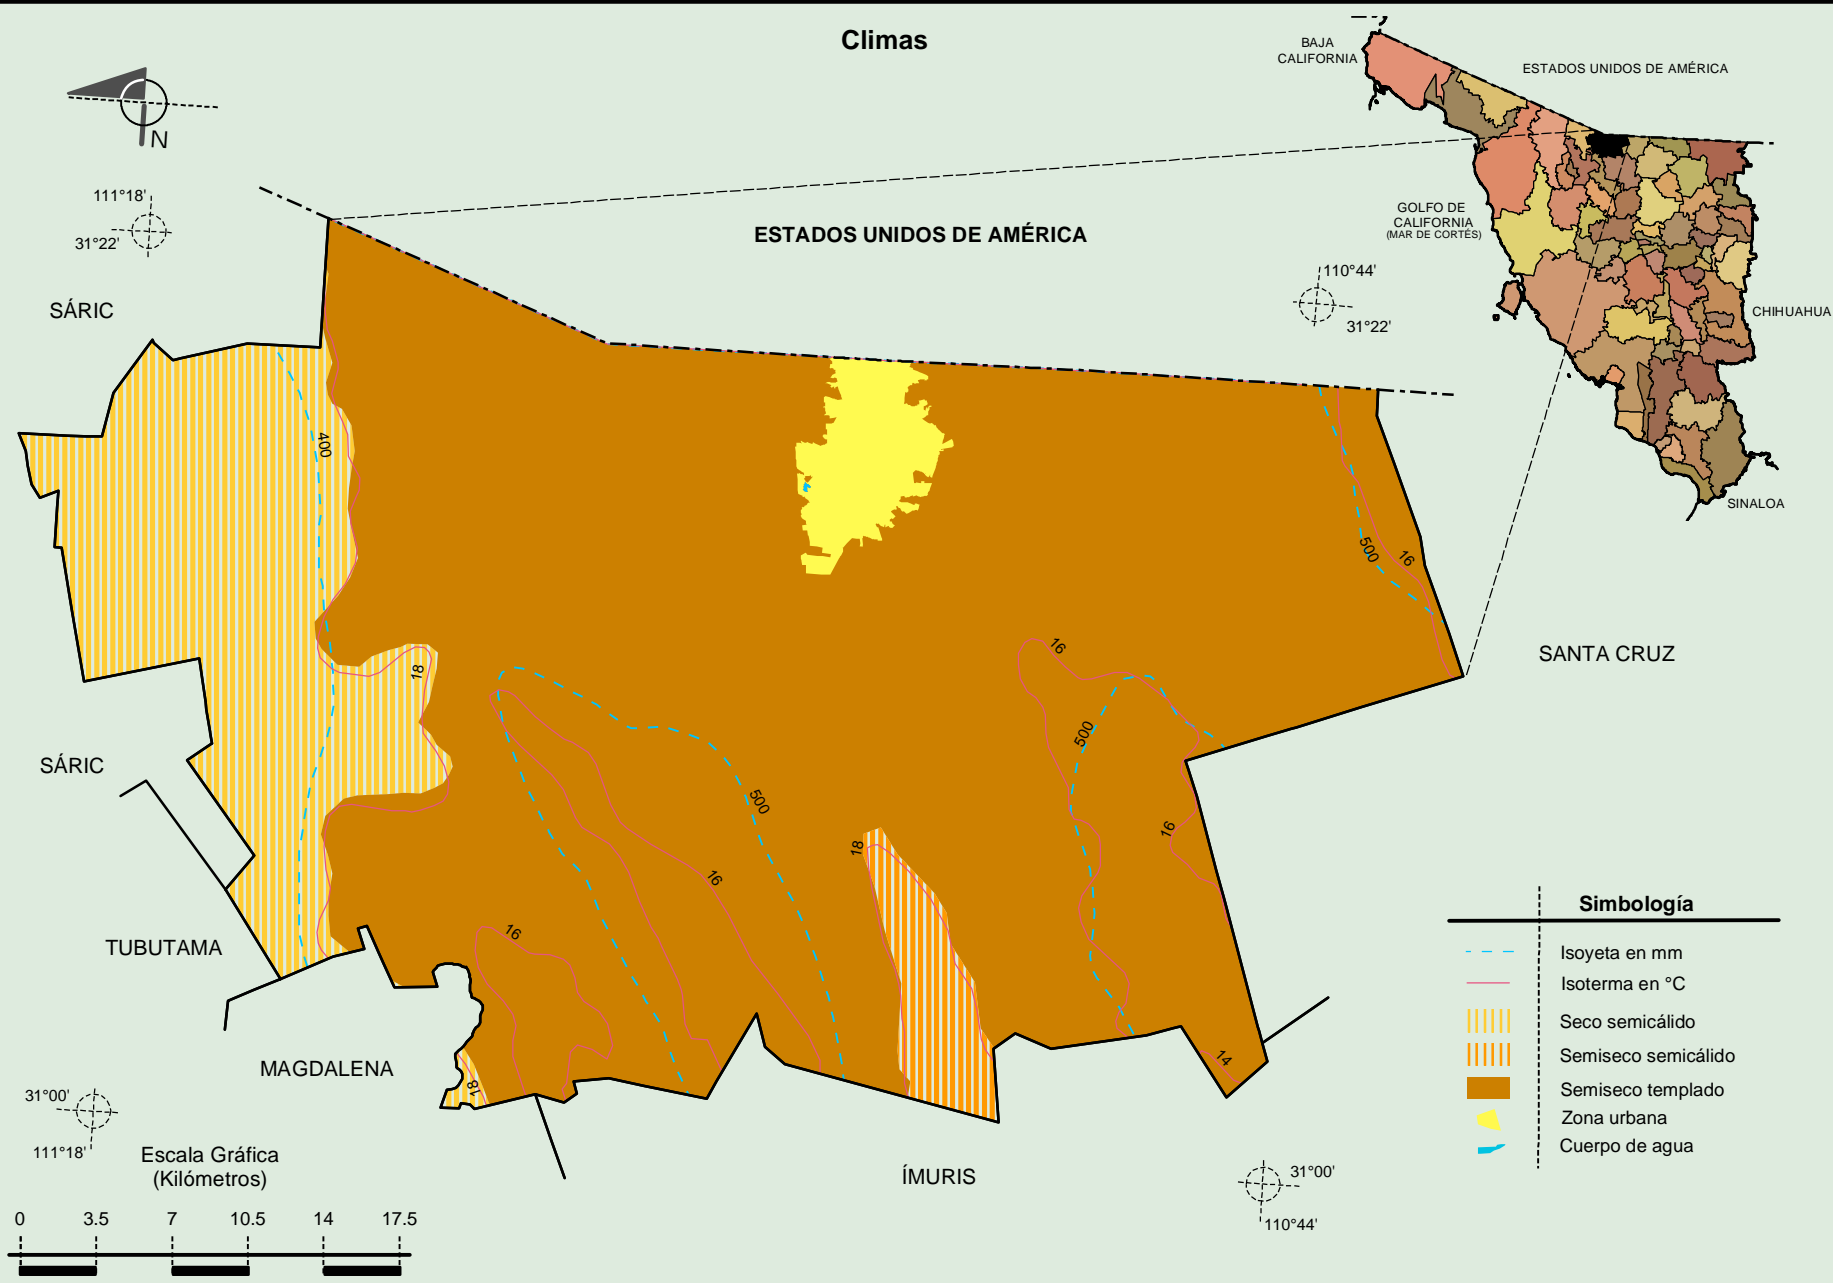 Climas
BAJA
CALIFORNIA
ESTADOS UNIDOS DE AMÉRICA
N
111°18'
31°22'
GOLFO DE
CALIFORNIA
(MAR DE CORTÉS)
ESTADOS UNIDOS DE AMÉRICA
110°44'
31°22'
SÁRIC
CHIHUAHUA
400
SINALOA
500
16
16
SANTA CRUZ
18
500
SÁRIC
500
16
18
16
16
TUBUTAMA
Simbología
Isoyeta en mm
Isoterma en °C
Seco semicálido
Semiseco semicálido
Semiseco templado
Zona urbana
Cuerpo de agua
14
MAGDALENA
18
31°00'
111°18'
Escala Gráfica
(Kilómetros)
ÍMURIS
31°00'
110°44'
0 3.5 7 10.5 14 17.5